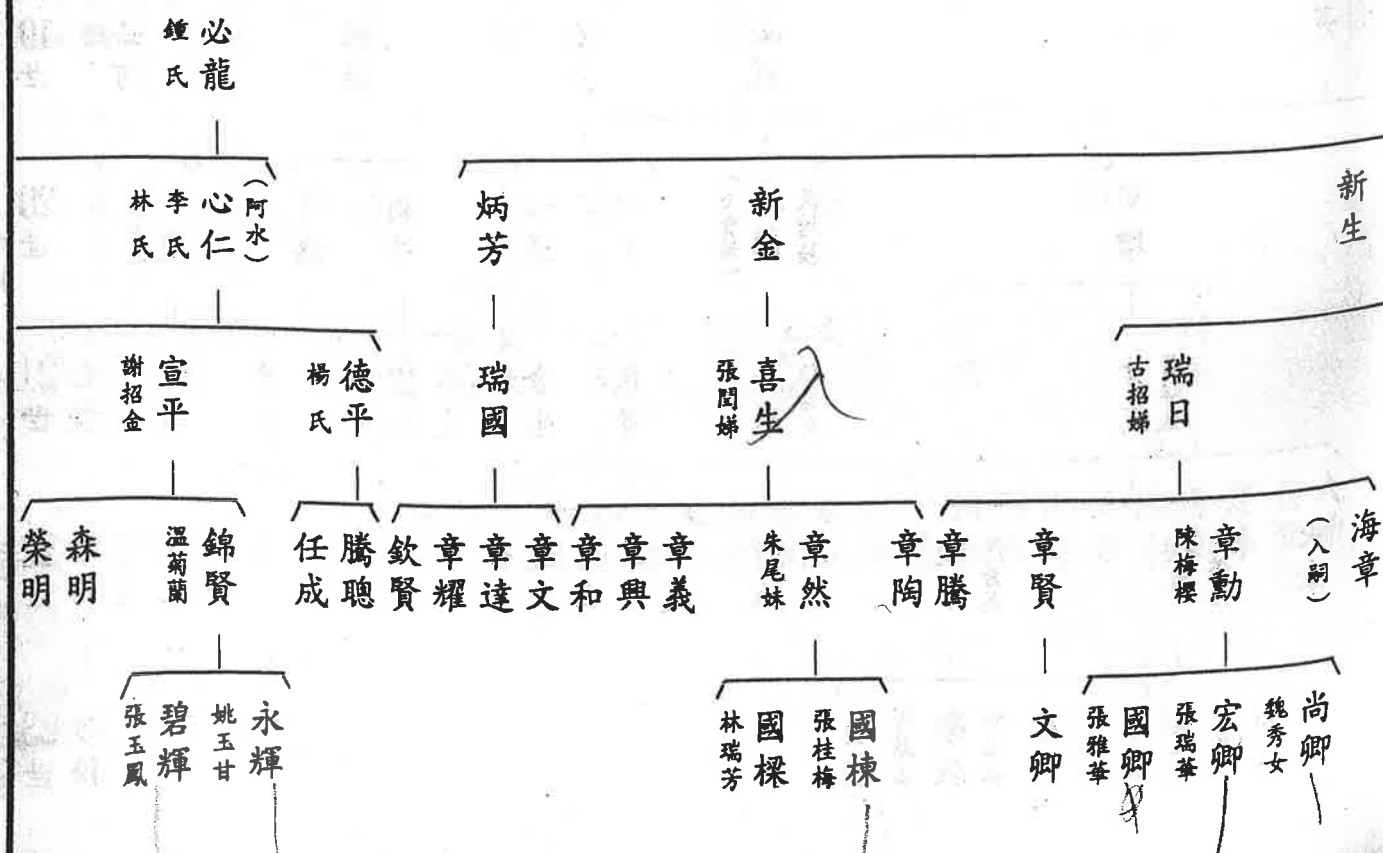 必龍
鍾氏
新生
新金
炳芳
（阿水）
心仁
李氏
林氏
瑞日
古招娣
喜生
張閏娣
瑞國
德平
楊氏
宣平
謝招金
海章
（入嗣）
章勳
陳梅櫻
章賢
章騰
章陶
章然
朱尾妹
章義
章興
章和
章文
章達
章耀
欽賢
騰聰
任成
錦賢
溫菊蘭
森明
榮明
尚卿
魏秀女
宏卿
張瑞華
國卿
張雅華
文卿
國棟
張桂梅
國樑
林瑞芳
永輝
姚玉甘
碧輝
張玉鳳